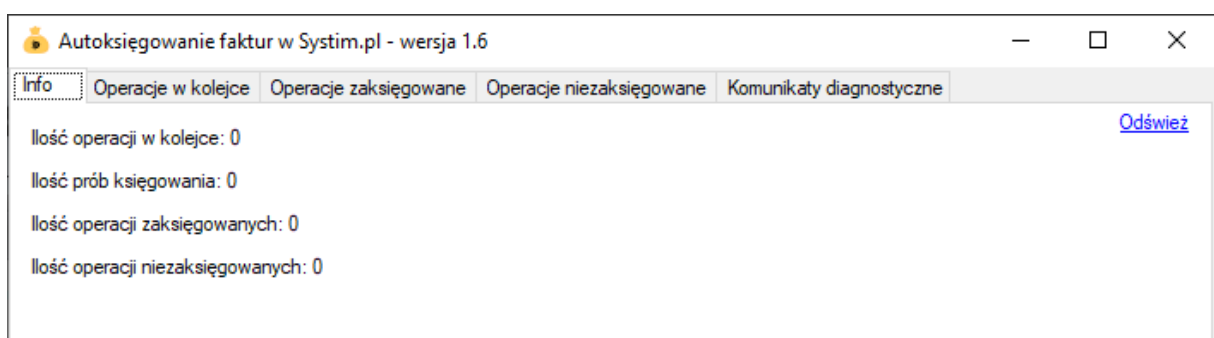 Autoksięgowanie faktur w Systim.pl - wersja 1.6
Info Operacje w kolejce Operacje zaksięgowane Operacje niezaksięgowane Komunikaty diagnostyczne
Odśwież
Ilość operacji w kolejce: 0
Ilość prób księgowania: 0
Ilość operacji zaksięgowanych: 0
Ilość operacji niezaksięgowanych: 0